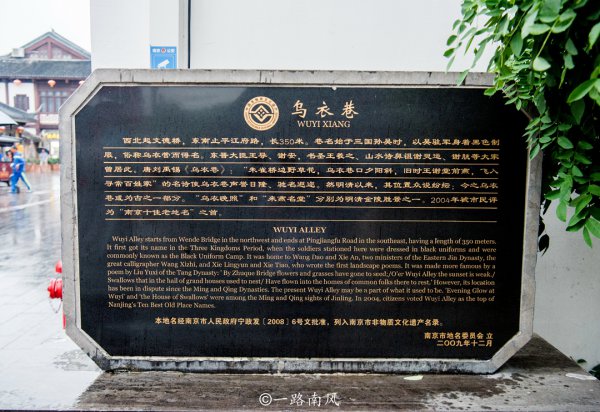 乌衣巷
WUYI XIANG
西北起文德桥，东南止平江府路，长350米，巷名始于三国孙吴时，以吴驻军身着黑色制
服，俗称乌衣营而得名，东晋大臣王导、谢安，书圣王羲之、山水诗鼻祖谢灵运、谢朓等大家
曾居此，唐刘禹锡《乌衣巷》：“朱雀桥边野草花，乌衣巷口夕阳斜，旧时王谢堂前燕，飞入
寻常百姓家”的名诗使乌衣巷声誉日隆，驰名遐迩，然明清以来，其位置众说纷纭，今之乌衣
巷或为古之一部分，“乌衣晚照”和“来燕名堂”分别为明清金陵胜景之一，2004年被市民评
为“南京十佳老地名”之首．
WUYI ALLEY
Wuyi Alley starts from Wende Bridge in the northwest and ends at Pingjiangfu Road in the southeast, having a length of 350 meters.
It first got its name in the Three Kingdoms Period, when the soldiers stationed here were dressed in black uniforms and were
commonly known as the Black Uniform Camp. It was home to Wang Dao and Xie An, two ministers of the Eastern Jin Dynasty, the
great calligrapher Wang Xizhi, and Xie Lingyun and Xie Tiao, who wrote the first landscape poems. It was made more famous by a
poem by Liu Yuxi of the Tang Dynasty:" By Zhuque Bridge flowers and grasses have gone to seed;/O'er Wuyi Alley the sunset is weak./
Swallows that in the hall of grand houses used to nest/ Have flown into the homes of common folks there to rest." However, its location
has been in dispute since the Ming and Qing Dynasties. The present Wuyi Alley may be a part of what it used to be. 'Evening Glow at
Wuyi' and 'the House of Swallows' were among the Ming and Qing sights of Jinling. In 2004, citizens voted Wuyi Alley as the top of
Nanjing's Ten Best Old Place Names.
本地名经南京市人民政府宁政发〔2008〕6号文批准，列入南京市非物质文化遗产名录．
南京市地名委员会 立
二〇〇九年十二月
©一路南风